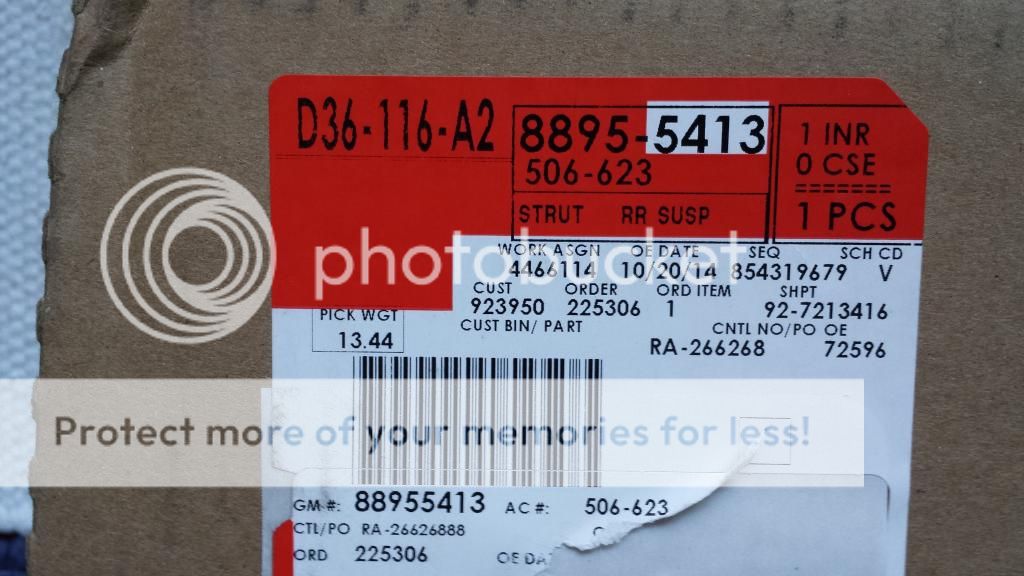 D36-116-A2
8895-5413
506-623
STRUT RR SUSP
1 INR
0 CSE
=======
1 PCS
WORK ASGN OE DATE SEQ SCH CD
4466114 10/20/14 854319679 V
CUST ORDER ORD ITEM SHPT
923950 225306 1 92-7213416
CUST BIN/ PART CNTL NO/PO OE
RA-266268 72596
PICK WGT
13.44
photobucket
Protect more of your memories for less!
GM#: 88955413 AC #: 506-623
CTL/PO RA-26626888
ORD 225306 OE DA